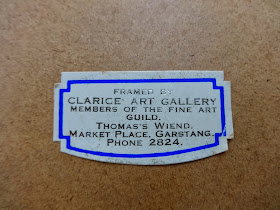 FRAMED BY
CLARICE' ART GALLERY
MEMBERS OF THE FINE ART
GUILD.
THOMAS'S WIEND,
MARKET PLACE, GARSTANG,
PHONE 2824.